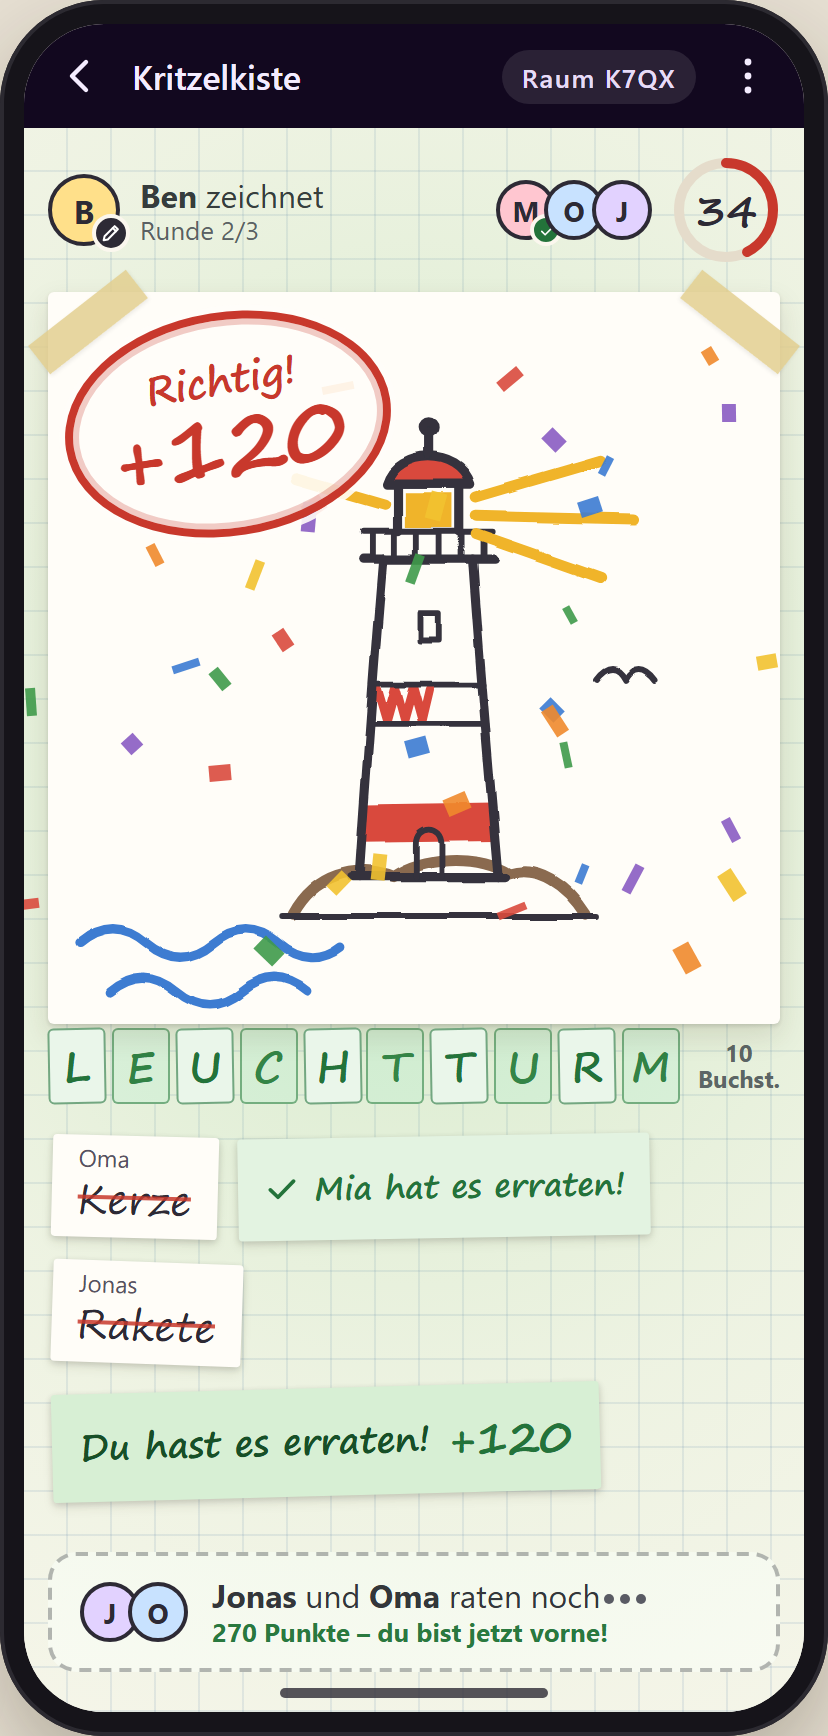 Kritzelkiste
Raum K7QX
B
Ben zeichnet
Runde 2/3
M
O
J
34
Richtig!
+120
LEUCHTTURM
10
Buchst.
Oma
Kerze
Mia hat es erraten!
Jonas
Rakete
Du hast es erraten! +120
J
O
Jonas und Oma raten noch
270 Punkte – du bist jetzt vorne!